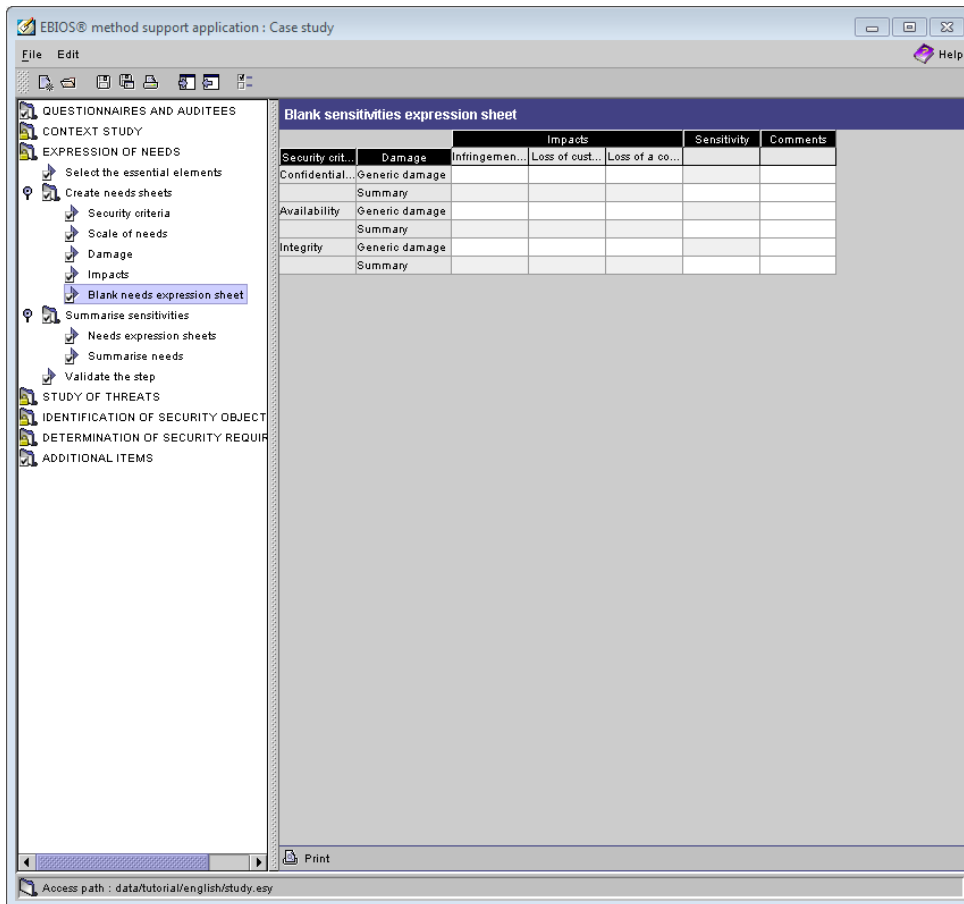 EBIOS® method support application : Case study
File Edit Help
QUESTIONNAIRES AND AUDITEES
CONTEXT STUDY
EXPRESSION OF NEEDS
Select the essential elements
Create needs sheets
Security criteria
Scale of needs
Damage
Impacts
Blank needs expression sheet
Summarise sensitivities
Needs expression sheets
Summarise needs
Validate the step
STUDY OF THREATS
IDENTIFICATION OF SECURITY OBJECT
DETERMINATION OF SECURITY REQUIR
ADDITIONAL ITEMS
Blank sensitivities expression sheet
Impacts Sensitivity Comments
Security crit... Damage Infringemen... Loss of cust... Loss of a co...
Confidential... Generic damage
Summary
Availability Generic damage
Summary
Integrity Generic damage
Summary
Print
Access path : data/tutorial/english/study.esy